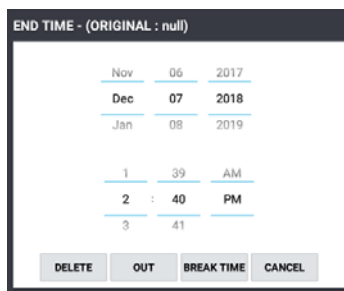 END TIME - (ORIGINAL : null)
Nov 06 2017
Dec 07 2018
Jan 08 2019
1 39 AM
2 : 40 PM
3 41
DELETE OUT BREAK TIME CANCEL